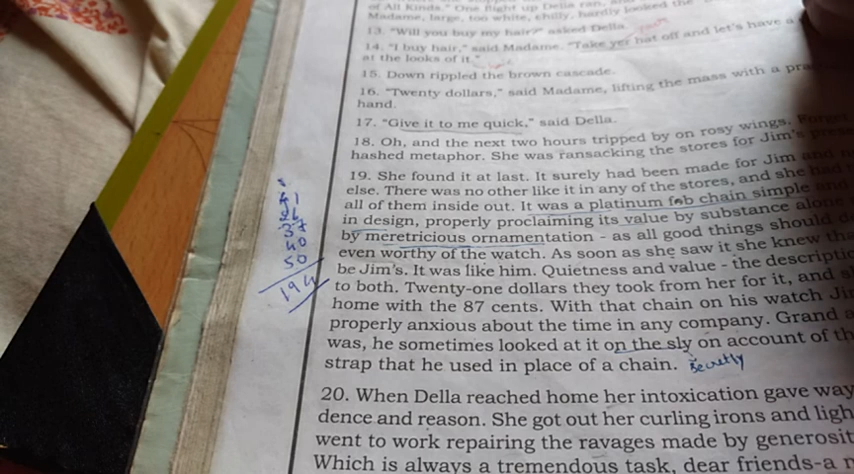 of All Kinds." One flight up Della ran, and
Madame, large, too white, chilly, hardly looked the
13. "Will you buy my hair?" asked Della.
14. "I buy hair," said Madame. "Take yer hat off and let's have a
at the looks of it."
15. Down rippled the brown cascade.
16. "Twenty dollars," said Madame, lifting the mass with a
hand.
17. "Give it to me quick," said Della.
18. Oh, and the next two hours tripped by on rosy wings. Forget
hashed metaphor. She was ransacking the stores for Jim's
19. She found it at last. It surely had been made for Jim and
else. There was no other like it in any of the stores, and she had
all of them inside out. It was a platinum fob chain simple and
in design, properly proclaiming its value by substance alone
by meretricious ornamentation - as all good things should
even worthy of the watch. As soon as she saw it she knew
be Jim's. It was like him. Quietness and value - the
to both. Twenty-one dollars they took from her for it, and
home with the 87 cents. With that chain on his watch
properly anxious about the time in any company. Grand
was, he sometimes looked at it on the sly on account of
strap that he used in place of a chain. Secretly
20. When Della reached home her intoxication gave way
dence and reason. She got out her curling irons and
went to work repairing the ravages made by
Which is always a tremendous task, dear friends-a
50
194